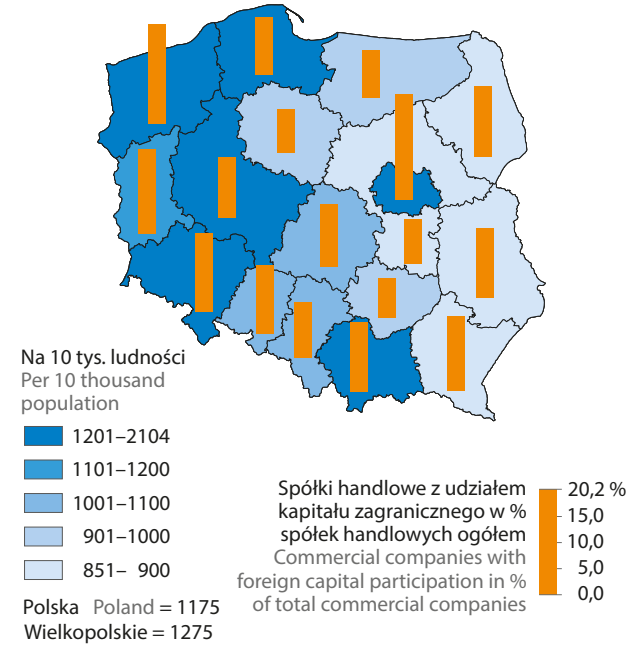 Na 10 tys. ludności
Per 10 thousand
population
1201–2104
1101–1200
1001–1100
901–1000
851– 900
Polska Poland = 1175
Wielkopolskie = 1275
Spółki handlowe z udziałem
kapitału zagranicznego w %
spółek handlowych ogółem
Commercial companies with
foreign capital participation in %
of total commercial companies
20,2 %
15,0
10,0
5,0
0,0